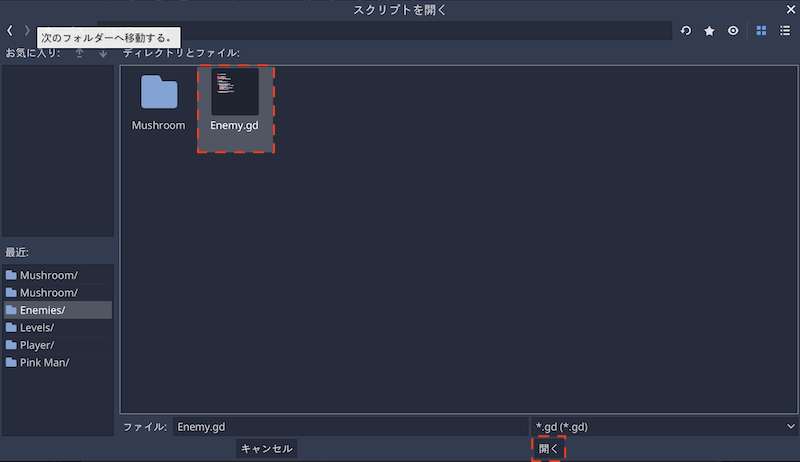 スクリプトを開く
次のフォルダーへ移動する。
お気に入り:
ディレクトリとファイル:
Mushroom
Enemy.gd
最近:
Mushroom/
Mushroom/
Enemies/
Levels/
Player/
Pink Man/
ファイル:
Enemy.gd
*.gd (*.gd)
キャンセル
開く